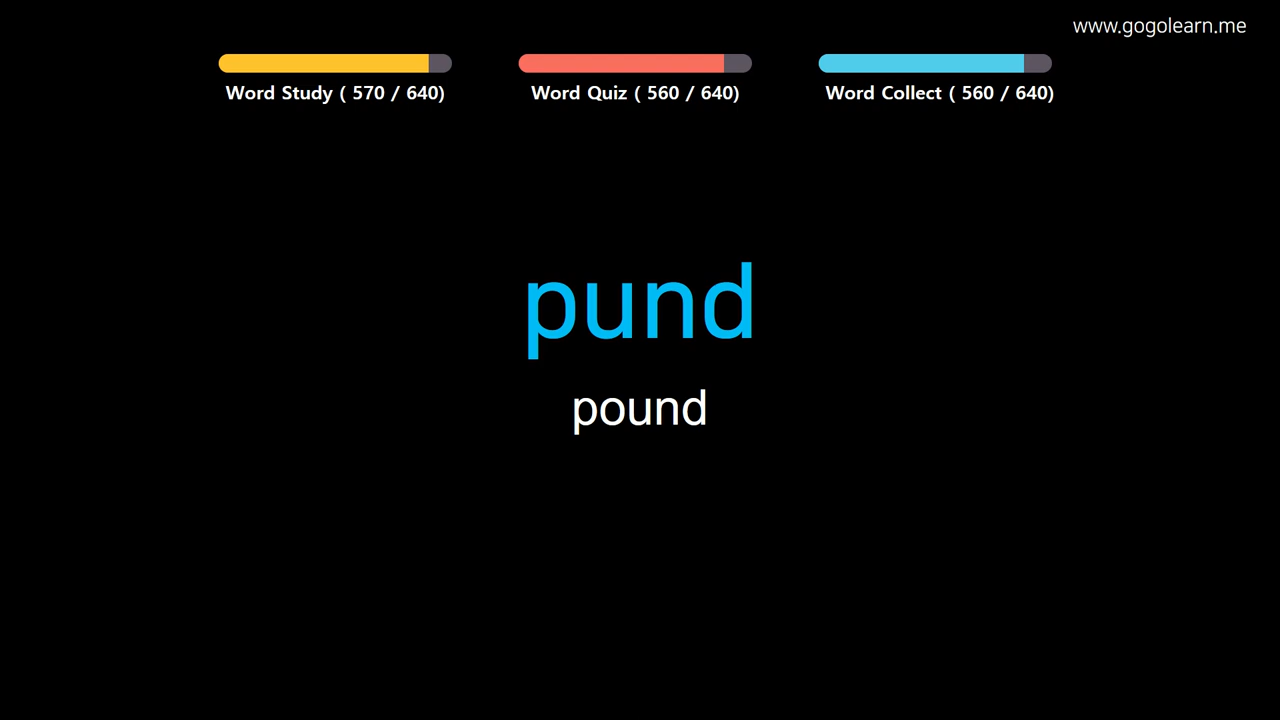 www.gogolearn.me
Word Study ( 570 / 640)
Word Quiz ( 560 / 640)
Word Collect ( 560 / 640)
pund
pound